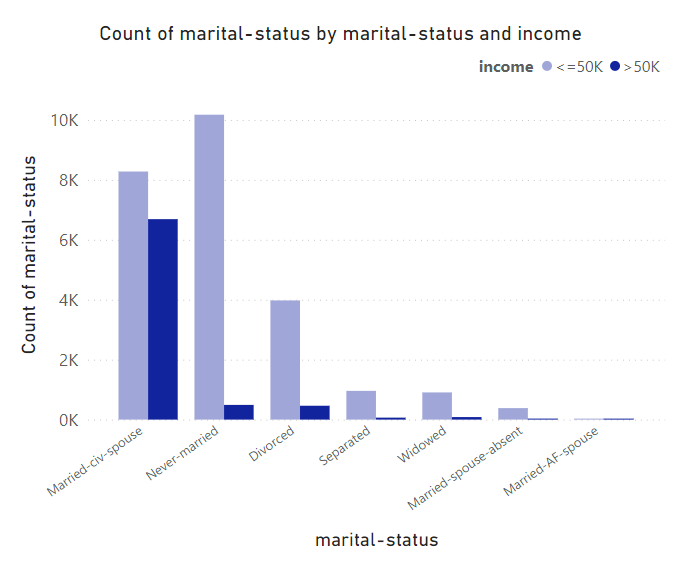 Count of marital-status by marital-status and income
income <=50K >50K
Count of marital-status
10K
8K
6K
4K
2K
0K
Married-civ-spouse
Never-married
Divorced
Separated
Widowed
Married-spouse-absent
Married-AF-spouse
marital-status